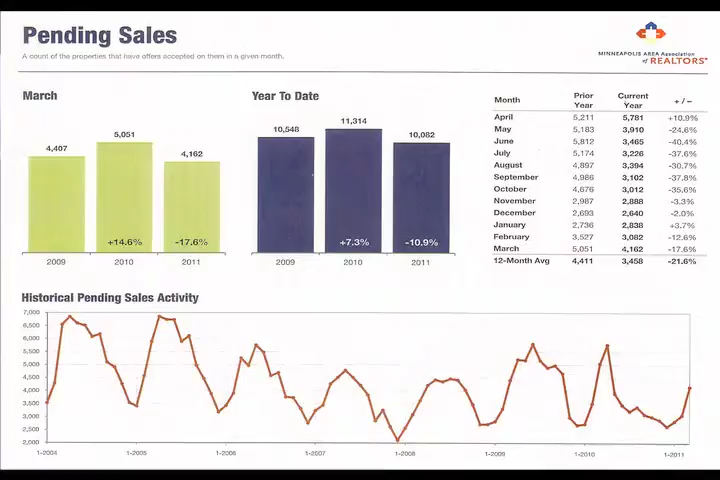 Pending Sales
A count of the properties that have offers accepted on them in a given month.
MINNEAPOLIS AREA Association
of REALTORS®
March
4,407
5,051
4,162
+14.6%
-17.6%
2009
2010
2011
Year To Date
10,548
11,314
10,082
+7.3%
-10.9%
2009
2010
2011
Month Prior Year Current Year + / –
April 5,211 5,781 +10.9%
May 5,183 3,910 -24.6%
June 5,812 3,465 -40.4%
July 5,174 3,226 -37.6%
August 4,897 3,394 -30.7%
September 4,986 3,102 -37.8%
October 4,676 3,012 -35.6%
November 2,987 2,888 -3.3%
December 2,693 2,640 -2.0%
January 2,736 2,838 +3.7%
February 3,527 3,082 -12.6%
March 5,051 4,162 -17.6%
12-Month Avg 4,411 3,458 -21.6%
Historical Pending Sales Activity
7,000
6,500
6,000
5,500
5,000
4,500
4,000
3,500
3,000
2,500
2,000
1-2004 1-2005 1-2006 1-2007 1-2008 1-2009 1-2010 1-2011